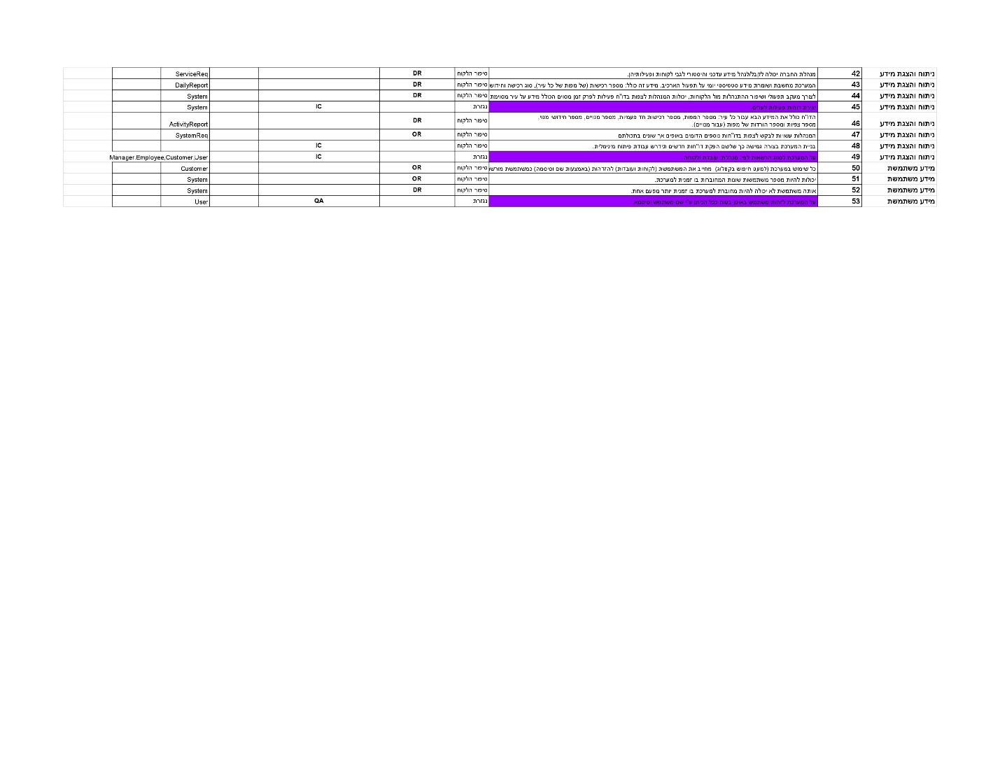 ניתוח והצגת מידע 42 מנהלת החברה יכולה לקבל/לנהל מידע עדכני והיסטורי לגבי לקוחות ופעילותיהן. סיפור הלקוח DR ServiceReq
ניתוח והצגת מידע 43 המערכת מחשבת ושומרת מידע סטטיסטי יומי על תפעול הארכיב. מידע זה כולל: מספר רכישות (של מפות של כל עיר), סוג רכישה וחידוש סיפור הלקוח DR DailyReport
ניתוח והצגת מידע 44 לצורך מעקב תפעולי ושיפור ההתנהלות מול הלקוחות, יכולות המנהלות לצפות בדו"ח פעילות לפרק זמן מסוים הכולל מידע על עיר מסוימת סיפור הלקוח DR System
ניתוח והצגת מידע 45 יצירת דוחות פעילות לערים נגזרת IC System
ניתוח והצגת מידע 46 הדו"ח כולל את המידע הבא עבור כל עיר: מספר המפות, מספר רכישות חד פעמיות, מספר מנויים, מספר חידושי מנוי,
מספר צפיות ומספר הורדות של מפות (עבור מנויים). סיפור הלקוח DR ActivityReport
ניתוח והצגת מידע 47 המנהלות עשויות לבקש לצפות בדו"חות נוספים הדומים באופים אך שונים בתכולתם סיפור הלקוח OR SystemReq
ניתוח והצגת מידע 48 בניית המערכת בצורה גמישה כך שלשם הפקת דו"חות חדשים תידרש עבודת פיתוח מינימלית. סיפור הלקוח IC
ניתוח והצגת מידע 49 על המערכת לסווג הרשאות לפי: מנהלת, עובדת ולקוחה נגזרת IC Manager,Employee,Customer,User
מידע משתמשת 50 כל שימוש במערכת (למעט חיפוש בקטלוג) מחייב את המשתמשת (לקוחות ועובדות) להזדהות (באמצעות שם וסיסמה) כמשתמשת מורש סיפור הלקוח OR Customer
מידע משתמשת 51 יכולות להיות מספר משתמשות שונות המחוברות בו זמנית למערכת. סיפור הלקוח OR System
מידע משתמשת 52 אותה משתמשת לא יכולה להיות מחוברת למערכת בו זמנית יותר מפעם אחת. סיפור הלקוח DR System
מידע משתמשת 53 על המערכת לזהות משתמש באופן בטוח ככל הניתן ע"י שם משתמש וסיסמא נגזרת QA User